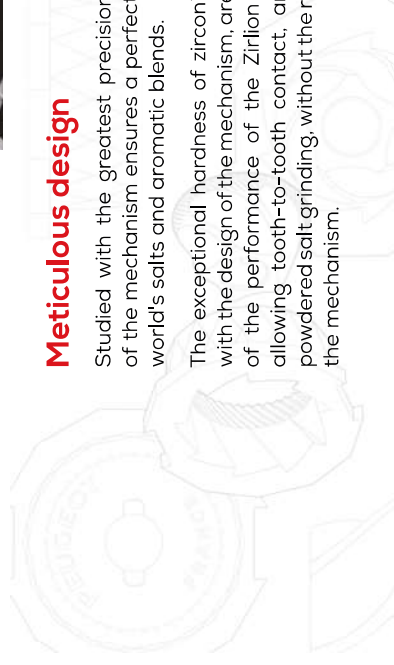 Meticulous design
Studied with the greatest precision
of the mechanism ensures a perfect
world's salts and aromatic blends.
The exceptional hardness of zircon
with the design of the mechanism, are
of the performance of the Zirlion
allowing tooth-to-tooth contact,
powdered salt grinding, without the
the mechanism.
PEUGEOT
FRANCE